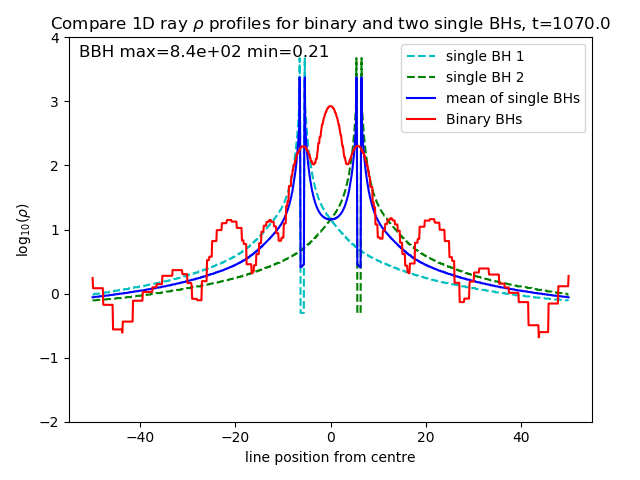 Compare 1D ray ρ profiles for binary and two single BHs, t=1070.0
BBH max=8.4e+02 min=0.21
single BH 1
single BH 2
mean of single BHs
Binary BHs
log₁₀(ρ)
4
3
2
1
0
−1
−2
−40 −20 0 20 40
line position from centre